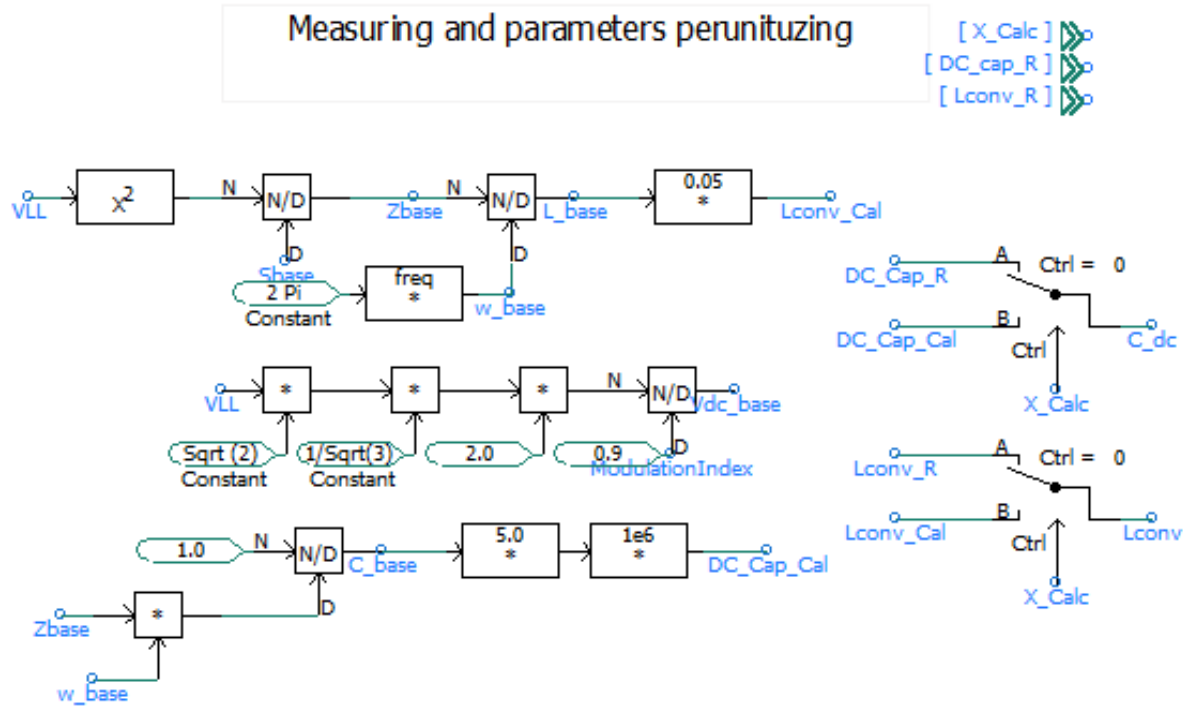 Measuring and parameters perunituzing
[ X_Calc ]
[ DC_cap_R ]
[ Lconv_R ]
VLL
X2
N
N/D
D
Sbase
Zbase
N
N/D
D
L_base
0.05
*
Lconv_Cal
2 Pi
Constant
freq
*
w_base
DC_Cap_R
A
Ctrl = 0
DC_Cap_Cal
B
Ctrl
C_dc
X_Calc
VLL
*
*
*
N
N/D
D
Vdc_base
Sqrt (2)
Constant
1/Sqrt(3)
Constant
2.0
0.9
ModulationIndex
Lconv_R
A
Ctrl = 0
Lconv_Cal
B
Ctrl
Lconv
X_Calc
1.0
N
N/D
D
C_base
5.0
*
1e6
*
DC_Cap_Cal
Zbase
*
w_base